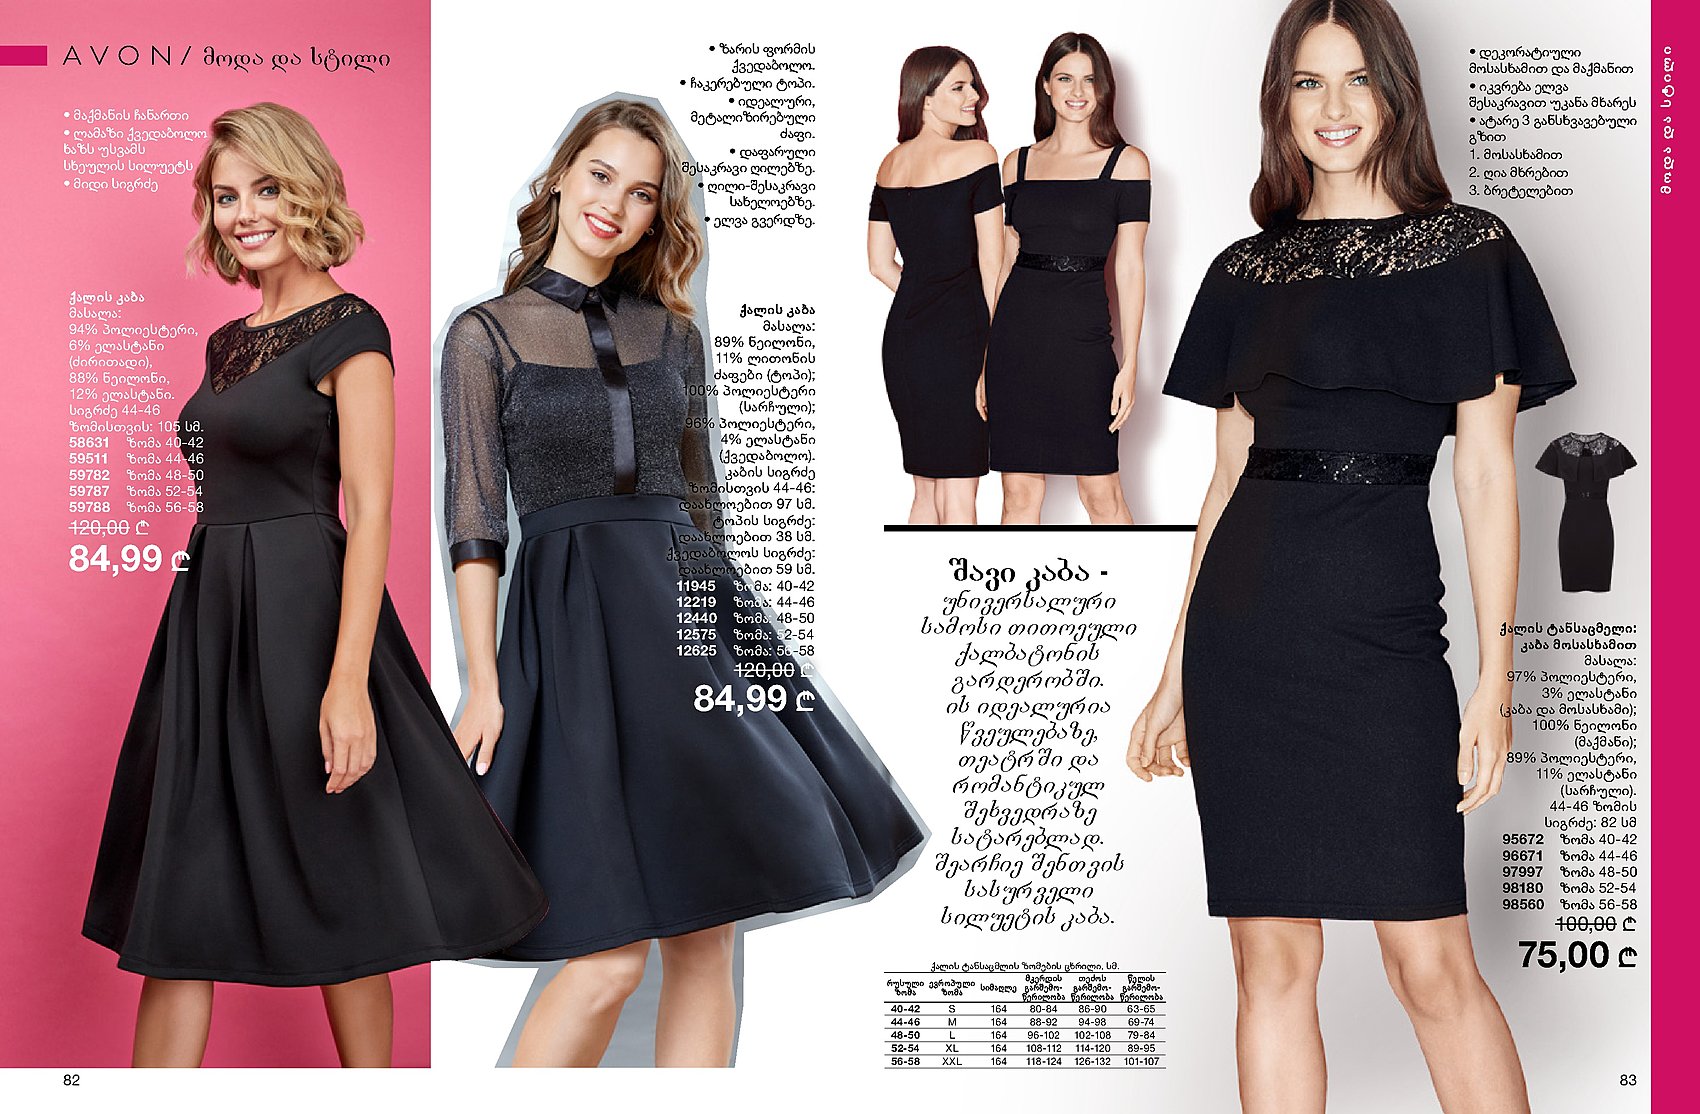 AVON / მოდა და სტილი
• მაქმანის ჩანართი
• ლამაზი ქვედაბოლო
ხაზს უსვამს
სხეულის სილუეტს
• მიდი სიგრძე
ქალის კაბა
მასალა:
94% პოლიესტერი,
6% ელასტანი
(ძირითადი),
88% ნეილონი,
12% ელასტანი.
სიგრძე 44-46
ზომისთვის: 105 სმ.
58631 ზომა 40-42
59511 ზომა 44-46
59782 ზომა 48-50
59787 ზომა 52-54
59788 ზომა 56-58
120,00 ₾
84,99 ₾
82
• ზარის ფორმის
ქვედაბოლო.
• ჩაკერებული ტოპი.
• იდეალური,
მეტალიზირებული
ძაფი.
• დაფარული
შესაკრავი ღილებზე.
• ღილი-შესაკრავი
სახელოებზე.
• ელვა გვერდზე.
ქალის კაბა
მასალა:
89% ნეილონი,
11% ლითონის
ძაფები (ტოპი);
100% პოლიესტერი
(სარჩული);
96% პოლიესტერი,
4% ელასტანი
(ქვედაბოლო).
კაბის სიგრძე
ზომისთვის 44-46:
დაახლოებით 97 სმ.
ტოპის სიგრძე:
დაახლოებით 38 სმ.
ქვედაბოლოს სიგრძე:
დაახლოებით 59 სმ.
11945 ზომა: 40-42
12219 ზომა: 44-46
12440 ზომა: 48-50
12575 ზომა: 52-54
12625 ზომა: 56-58
120,00 ₾
84,99 ₾
შავი კაბა -
უნივერსალური
სამოსი თითოეული
ქალბატონის
გარდერობში.
ის იდეალურია
წვეულებაზე,
თეატრში და
რომანტიკულ
შეხვედრაზე
სატარებლად.
შეარჩიე შენთვის
სასურველი
სილუეტის კაბა.
ქალის ტანსაცმლის ზომების ცხრილი, სმ.
რუსული ზომა ევროპული ზომა სიმაღლე მკერდის გარშემო-წერილობა თეძოს გარშემო-წერილობა წელის გარშემო-წერილობა
40-42 S 164 80-84 86-90 63-65
44-46 M 164 88-92 94-98 69-74
48-50 L 164 96-102 102-108 79-84
52-54 XL 164 108-112 114-120 89-95
56-58 XXL 164 118-124 126-132 101-107
• დეკორატიული
მოსასხამით და მაქმანით
• იკვრება ელვა
შესაკრავით უკანა მხარეს
• ატარე 3 განსხვავებული
გზით
1. მოსასხამით
2. ღია მხრებით
3. ბრეტელებით
მოდა და სტილი
ქალის ტანსაცმელი:
კაბა მოსასხამით
მასალა:
97% პოლიესტერი,
3% ელასტანი
(კაბა და მოსასხამი);
100% ნეილონი
(მაქმანი);
89% პოლიესტერი,
11% ელასტანი
(სარჩული).
44-46 ზომის
სიგრძე: 82 სმ
95672 ზომა 40-42
96671 ზომა 44-46
97997 ზომა 48-50
98180 ზომა 52-54
98560 ზომა 56-58
100,00 ₾
75,00 ₾
83